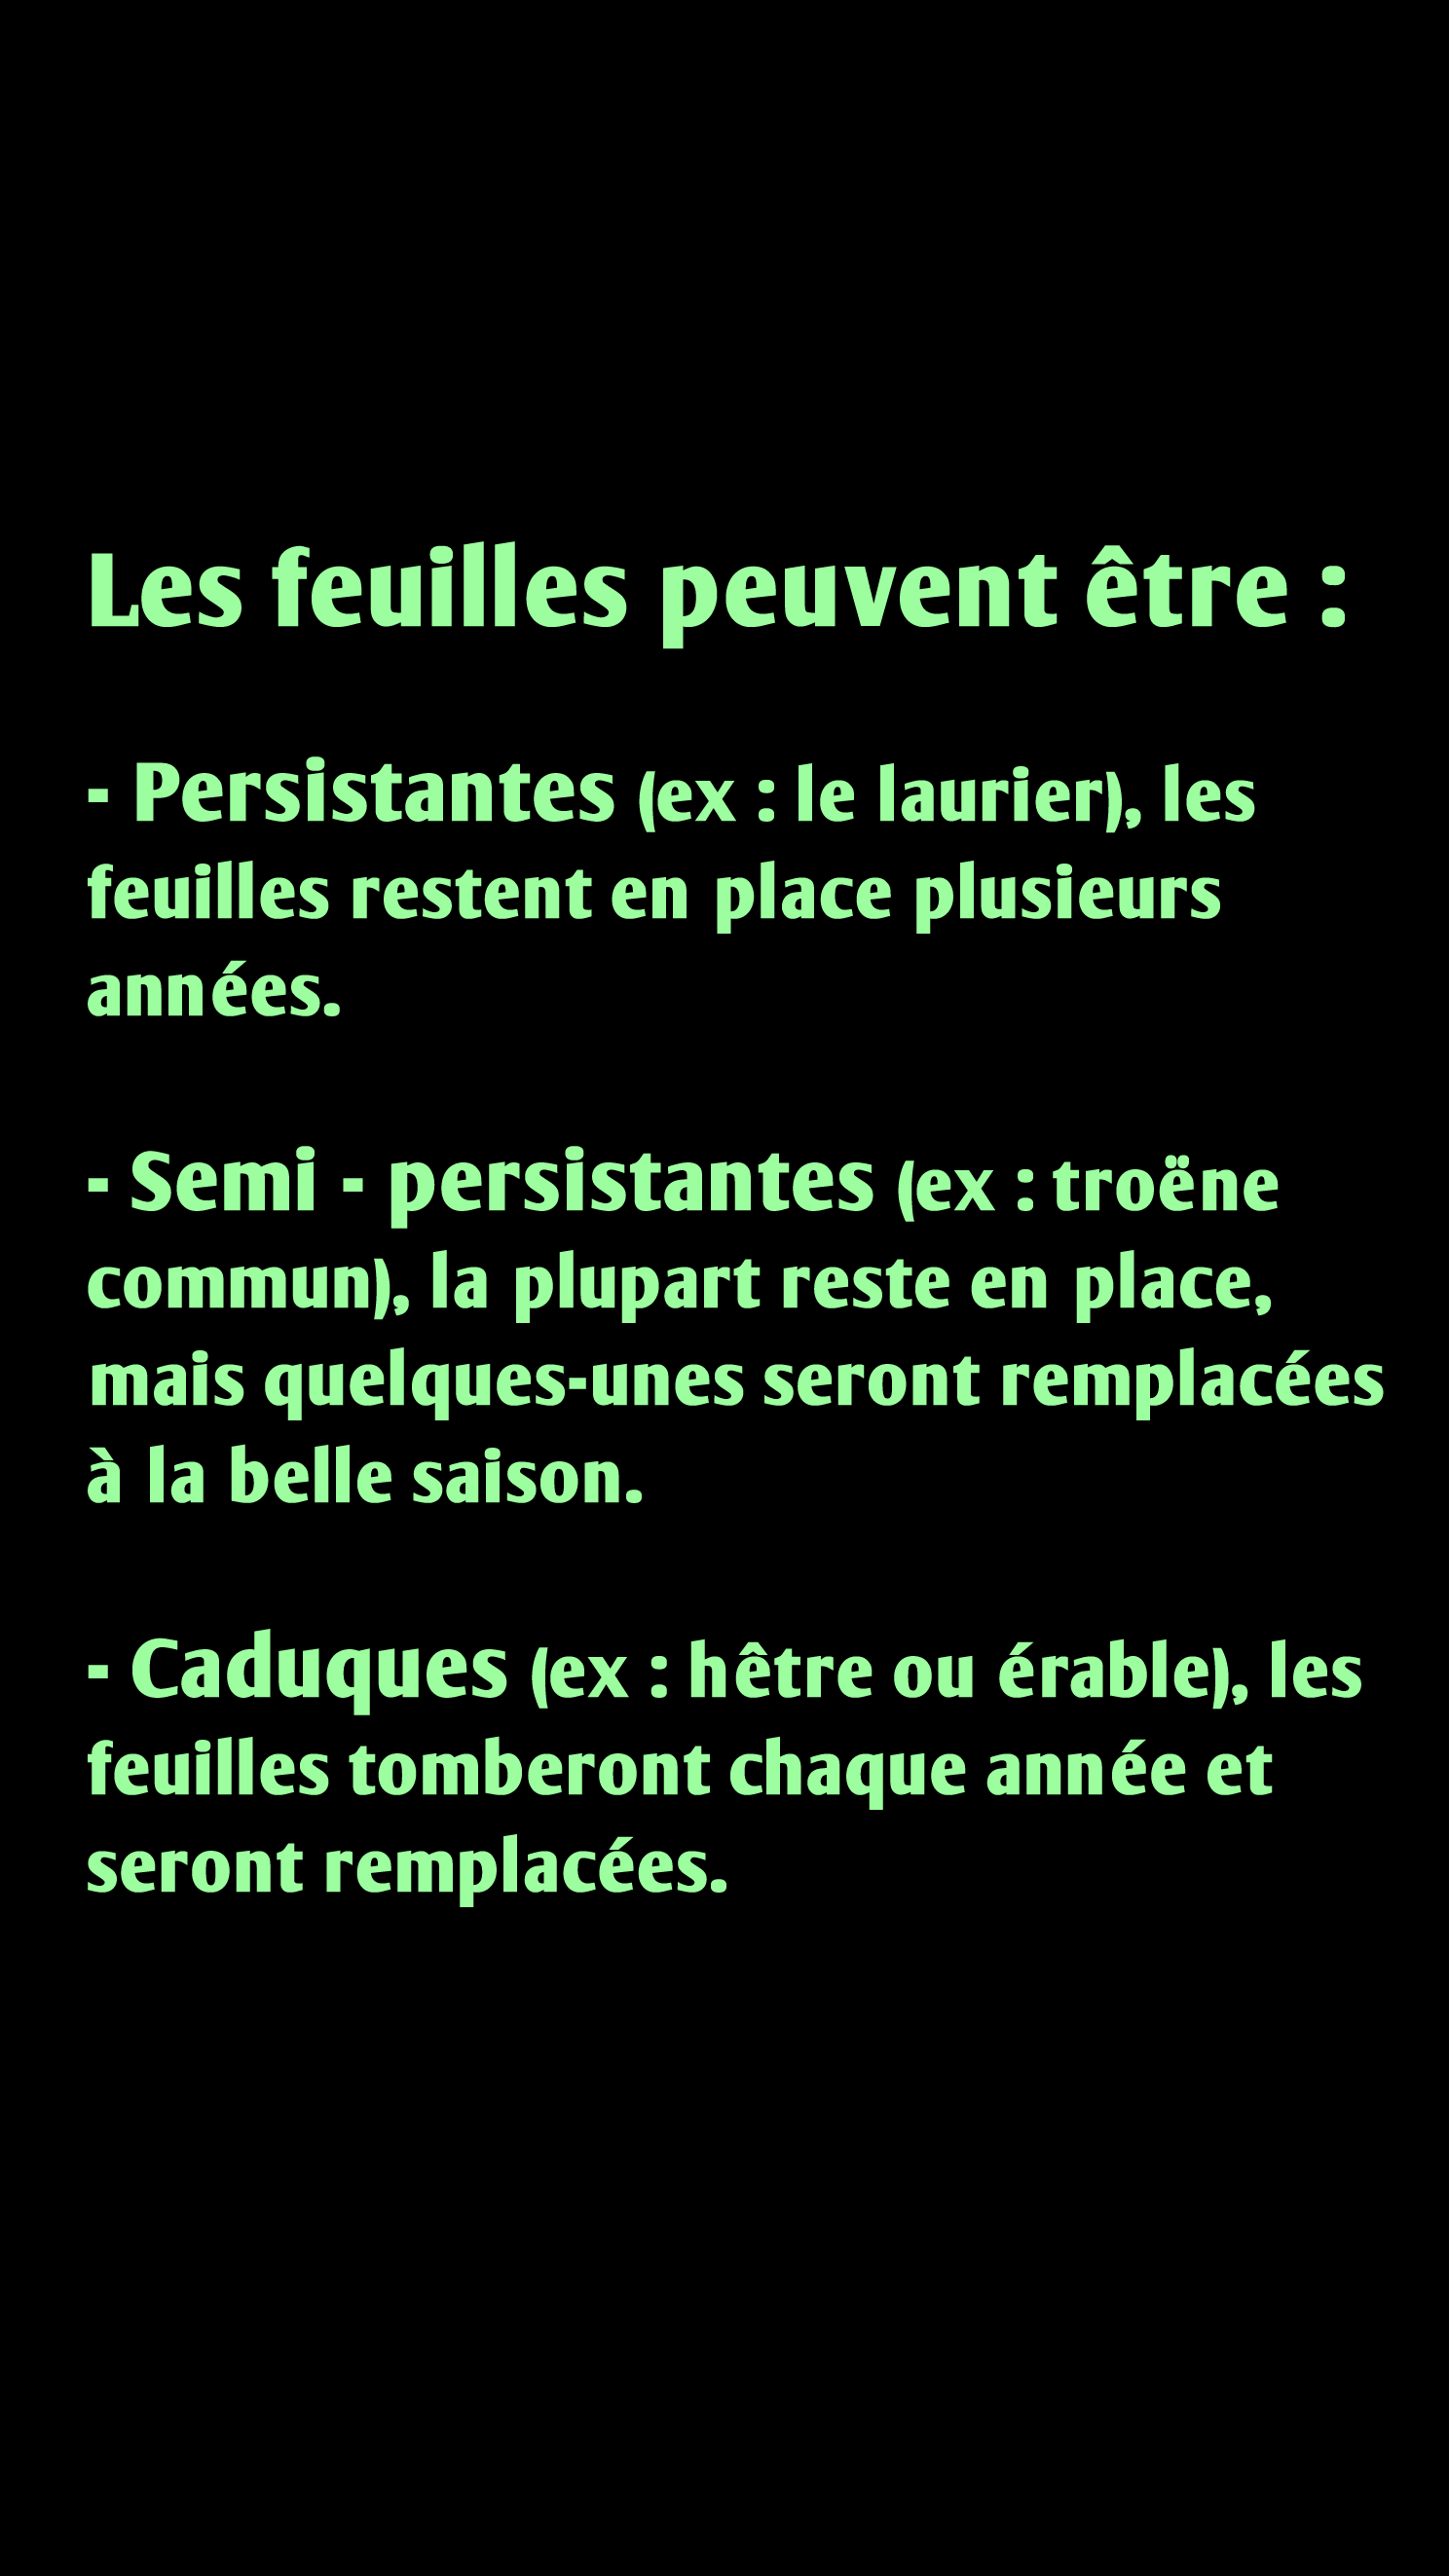 Les feuilles peuvent être :
- Persistantes (ex : le laurier), les
feuilles restent en place plusieurs
années.
- Semi - persistantes (ex : troëne
commun), la plupart reste en place,
mais quelques-unes seront remplacées
à la belle saison.
- Caduques (ex : hêtre ou érable), les
feuilles tomberont chaque année et
seront remplacées.